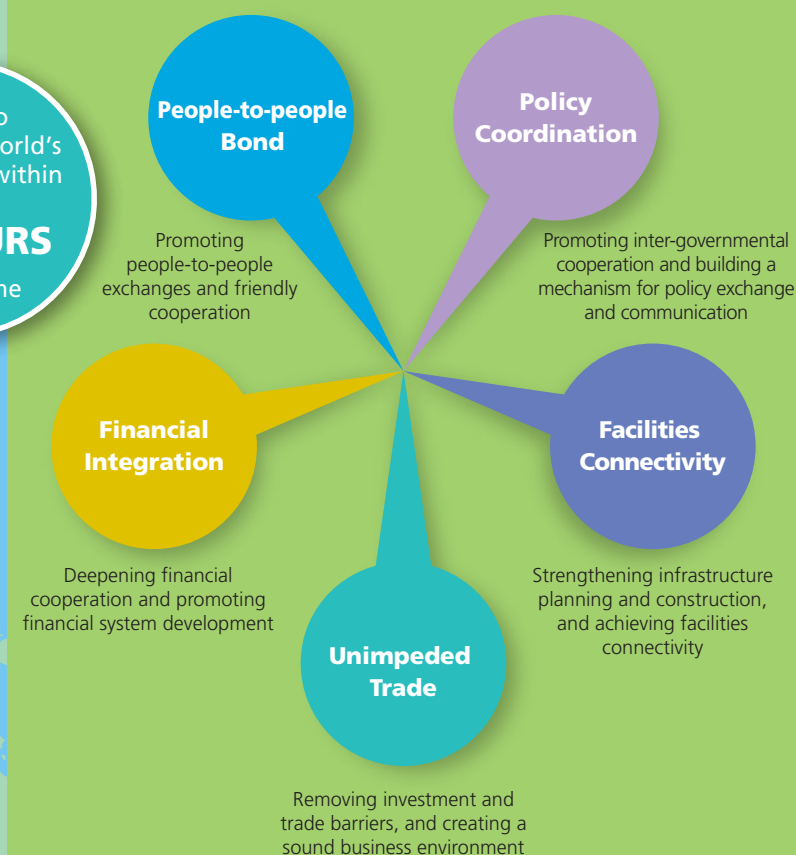 orld's
within
URS
People-to-people
Bond
Promoting
people-to-people
exchanges and friendly
cooperation
Policy
Coordination
Promoting inter-governmental
cooperation and building a
mechanism for policy exchange
and communication
Financial
Integration
Deepening financial
cooperation and promoting
financial system development
Facilities
Connectivity
Strengthening infrastructure
planning and construction,
and achieving facilities
connectivity
Unimpeded
Trade
Removing investment and
trade barriers, and creating a
sound business environment